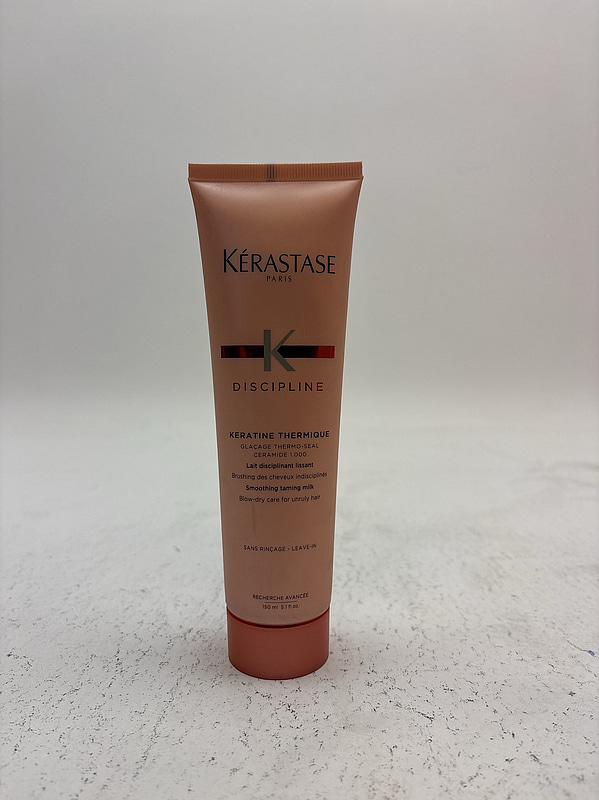 KÉRASTASE
PARIS
K
DISCIPLINE
KERATINE THERMIQUE
GLAÇAGE THERMO-SEAL
CERAMIDE 1.000
Lait disciplinant lissant
Brushing des cheveux indisciplinés
Smoothing taming milk
Blow-dry care for unruly hair
SANS RINÇAGE - LEAVE-IN
RECHERCHE AVANCÉE
150 ml 5.1 fl.oz.